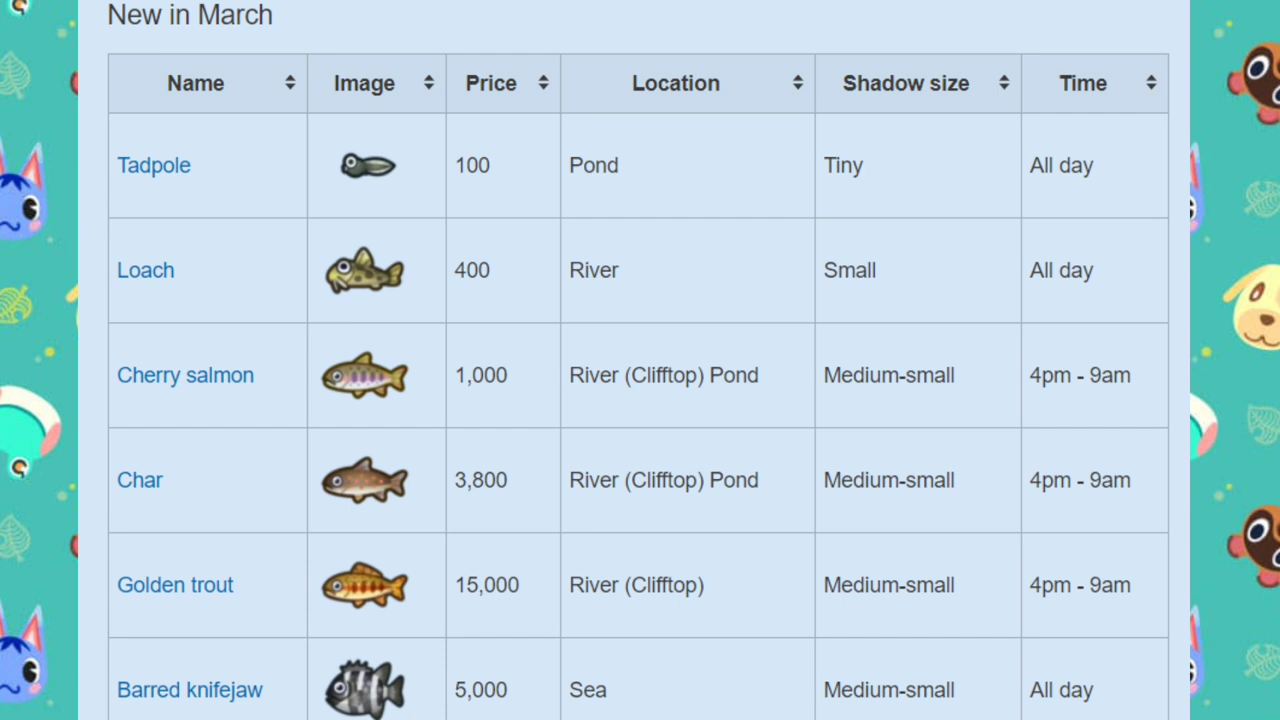 New in March
Name Image Price Location Shadow size Time
Tadpole 100 Pond Tiny All day
Loach 400 River Small All day
Cherry salmon 1,000 River (Clifftop) Pond Medium-small 4pm - 9am
Char 3,800 River (Clifftop) Pond Medium-small 4pm - 9am
Golden trout 15,000 River (Clifftop) Medium-small 4pm - 9am
Barred knifejaw 5,000 Sea Medium-small All day